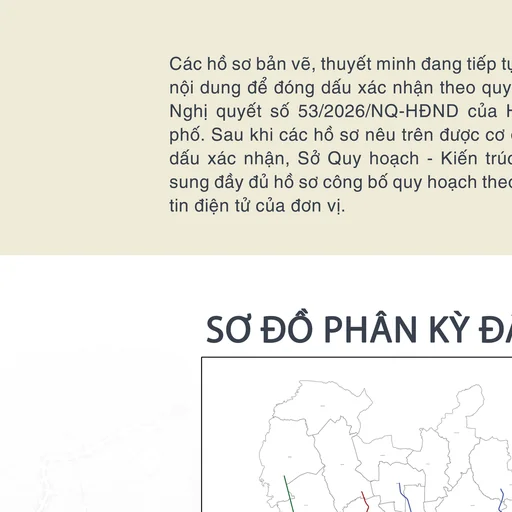 Các hồ sơ bản vẽ, thuyết minh đang tiếp
nội dung để đóng dấu xác nhận theo quy
Nghị quyết số 53/2026/NQ-HĐND của
phố. Sau khi các hồ sơ nêu trên được cơ
dấu xác nhận, Sở Quy hoạch - Kiến trúc
sung đầy đủ hồ sơ công bố quy hoạch theo
tin điện tử của đơn vị.
SƠ ĐỒ PHÂN KỲ